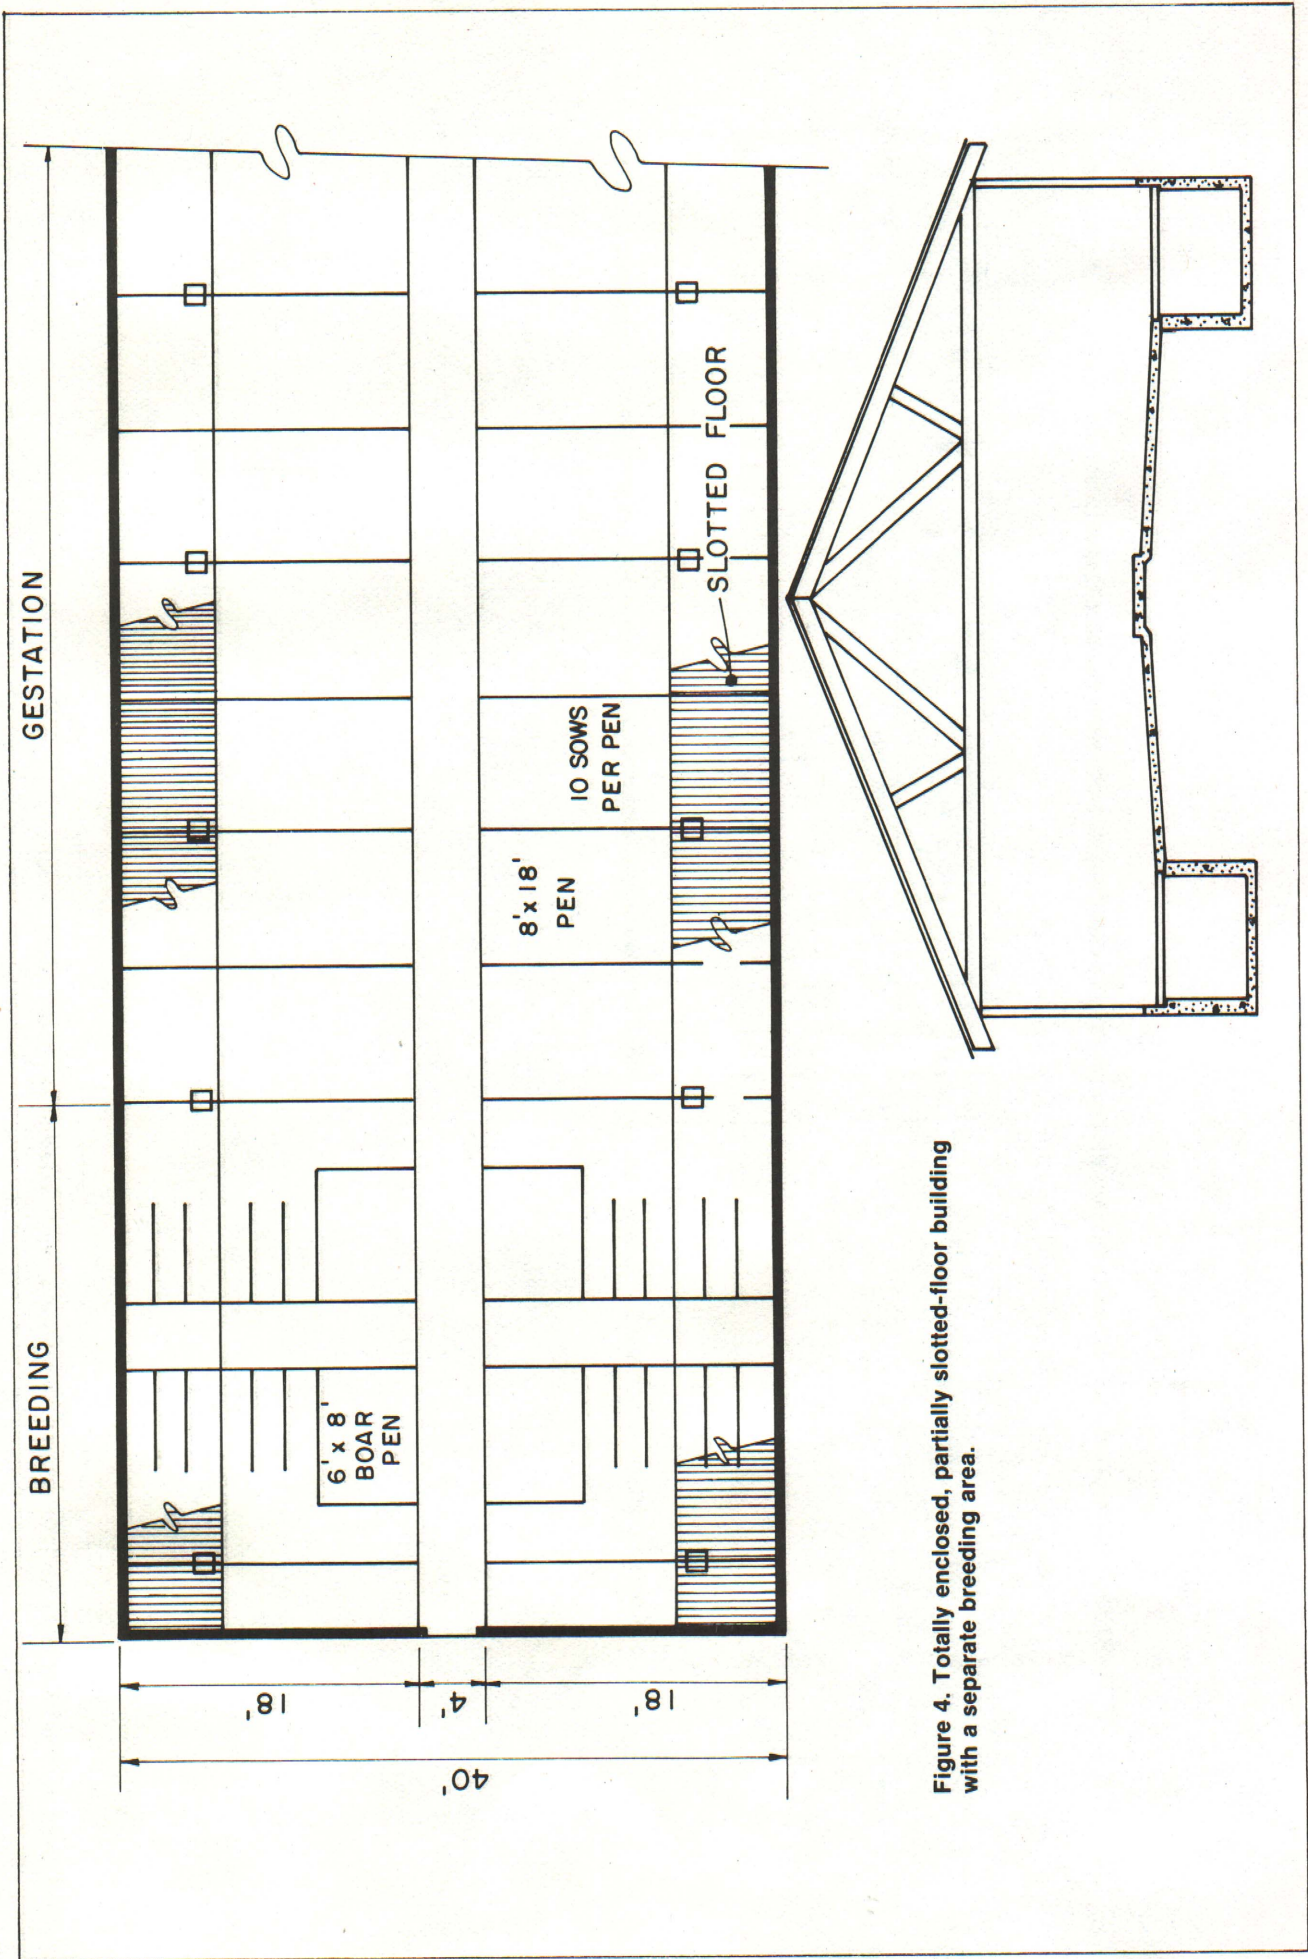 BREEDING
GESTATION
18'
4'
18'
40'
6' x 8'
BOAR
PEN
8' x 18'
PEN
10 SOWS
PER PEN
SLOTTED FLOOR
Figure 4. Totally enclosed, partially slotted-floor building
with a separate breeding area.